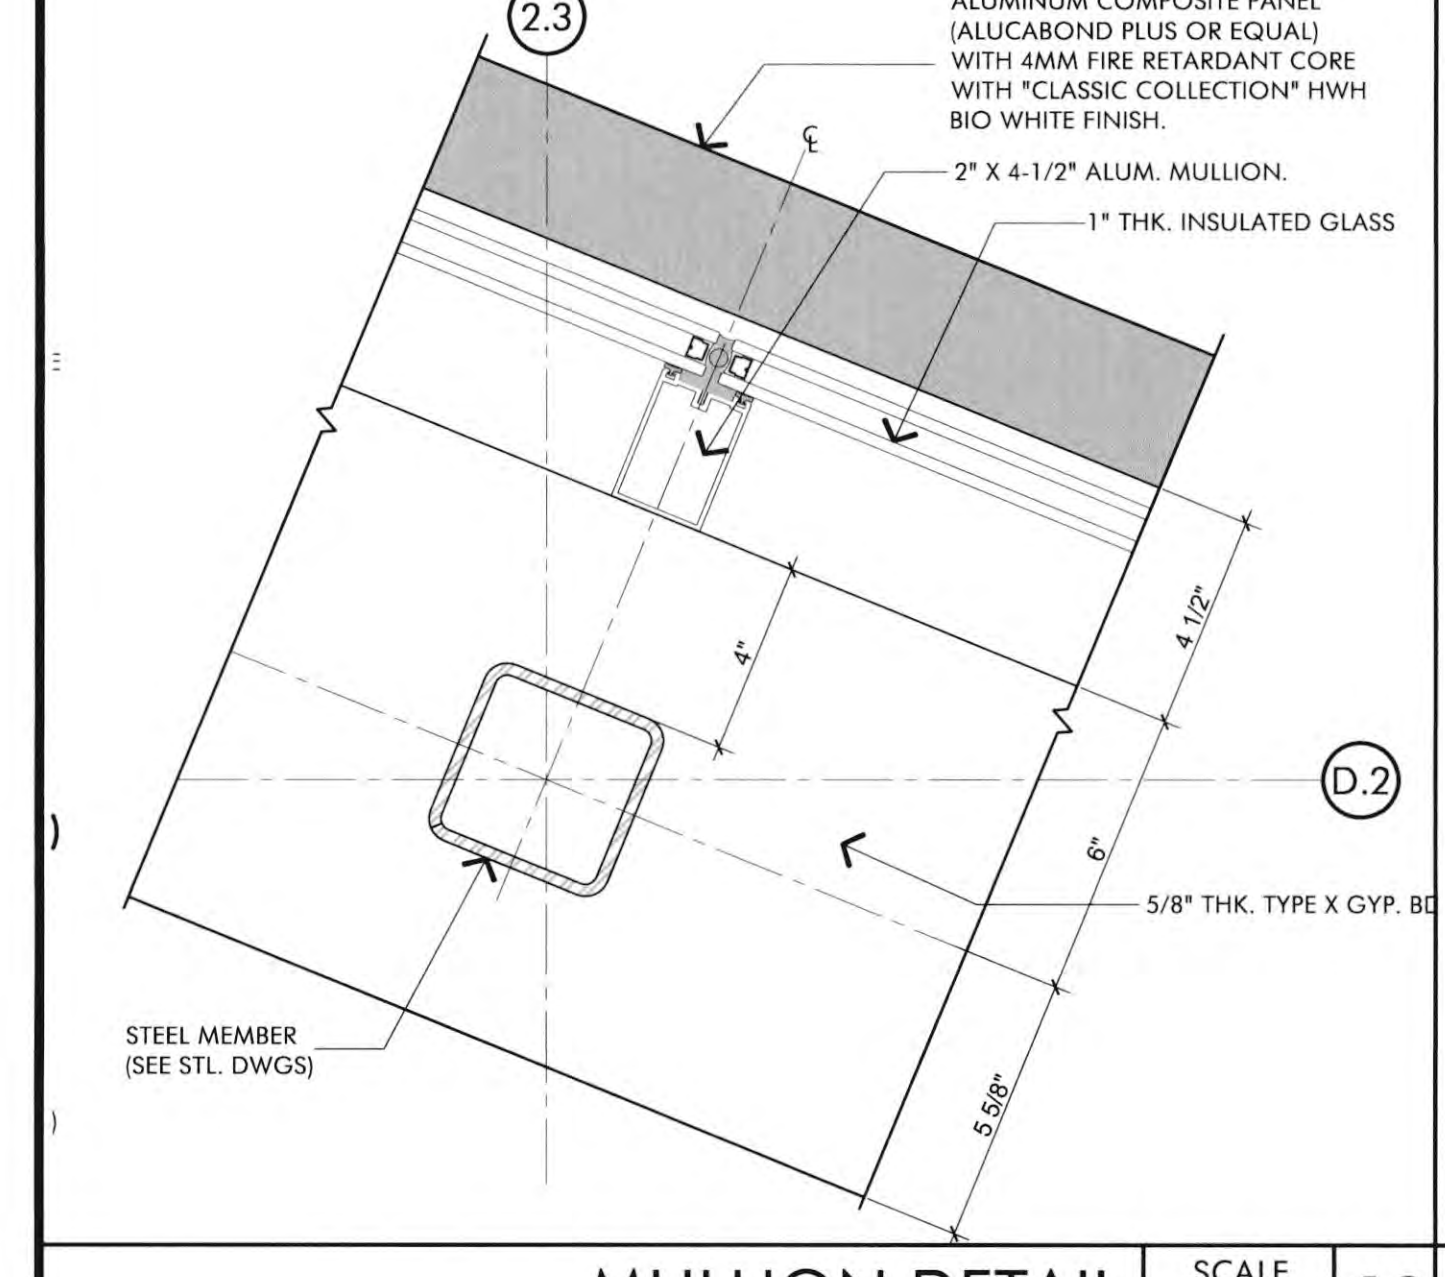 2.3
ALUMINUM COMPOSITE PANEL
(ALUCABOND PLUS OR EQUAL)
WITH 4MM FIRE RETARDANT CORE
WITH "CLASSIC COLLECTION" HWH
BIO WHITE FINISH.
℄
2" X 4-1/2" ALUM. MULLION.
1" THK. INSULATED GLASS
4 1/2"
4"
D.2
6"
5/8" THK. TYPE X GYP. BD
STEEL MEMBER
(SEE STL. DWGS)
5 5/8"
MULLION DETAIL
SCALE